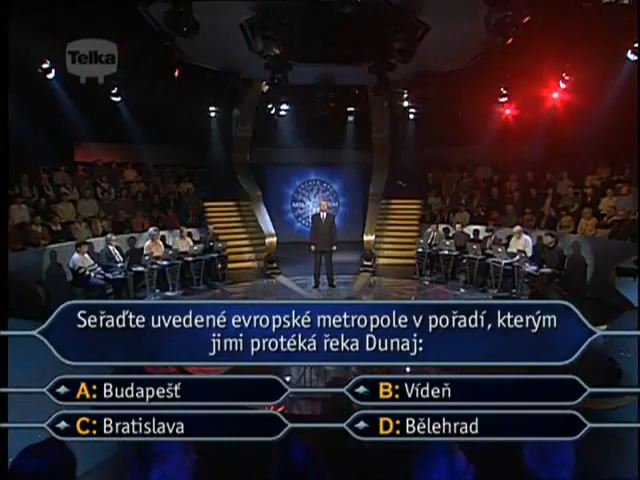 Telka
Seřaďte uvedené evropské metropole v pořadí, kterým
jimi protéká řeka Dunaj:
A: Budapešť
B: Vídeň
C: Bratislava
D: Bělehrad